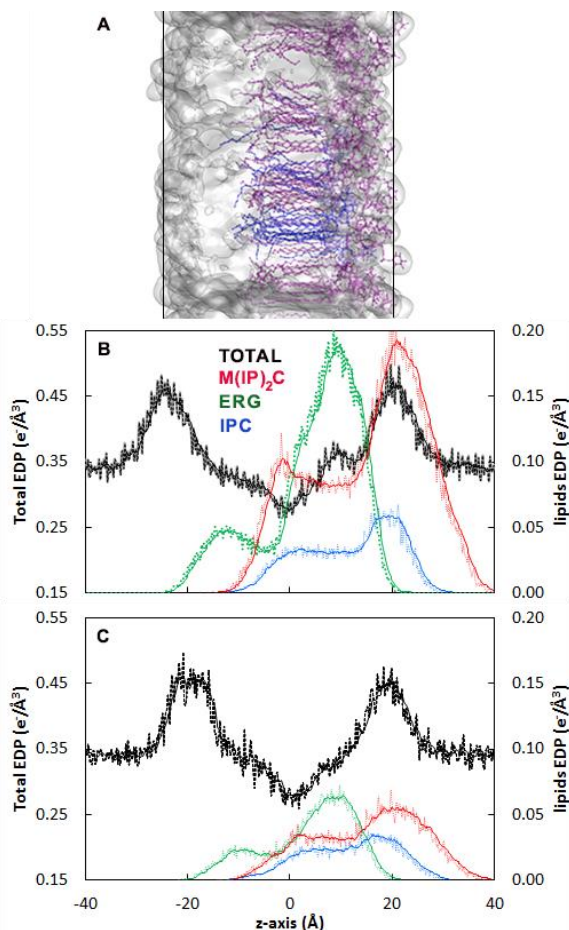 A
B
TOTAL
M(IP)₂C
ERG
IPC
Total EDP (e⁻/Å³)
0.55
0.45
0.35
0.25
0.15
lipids EDP (e⁻/Å³)
0.20
0.15
0.10
0.05
0.00
C
Total EDP (e⁻/Å³)
0.55
0.45
0.35
0.25
0.15
lipids EDP (e⁻/Å³)
0.20
0.15
0.10
0.05
0.00
-40
-20
0
20
40
z-axis (Å)